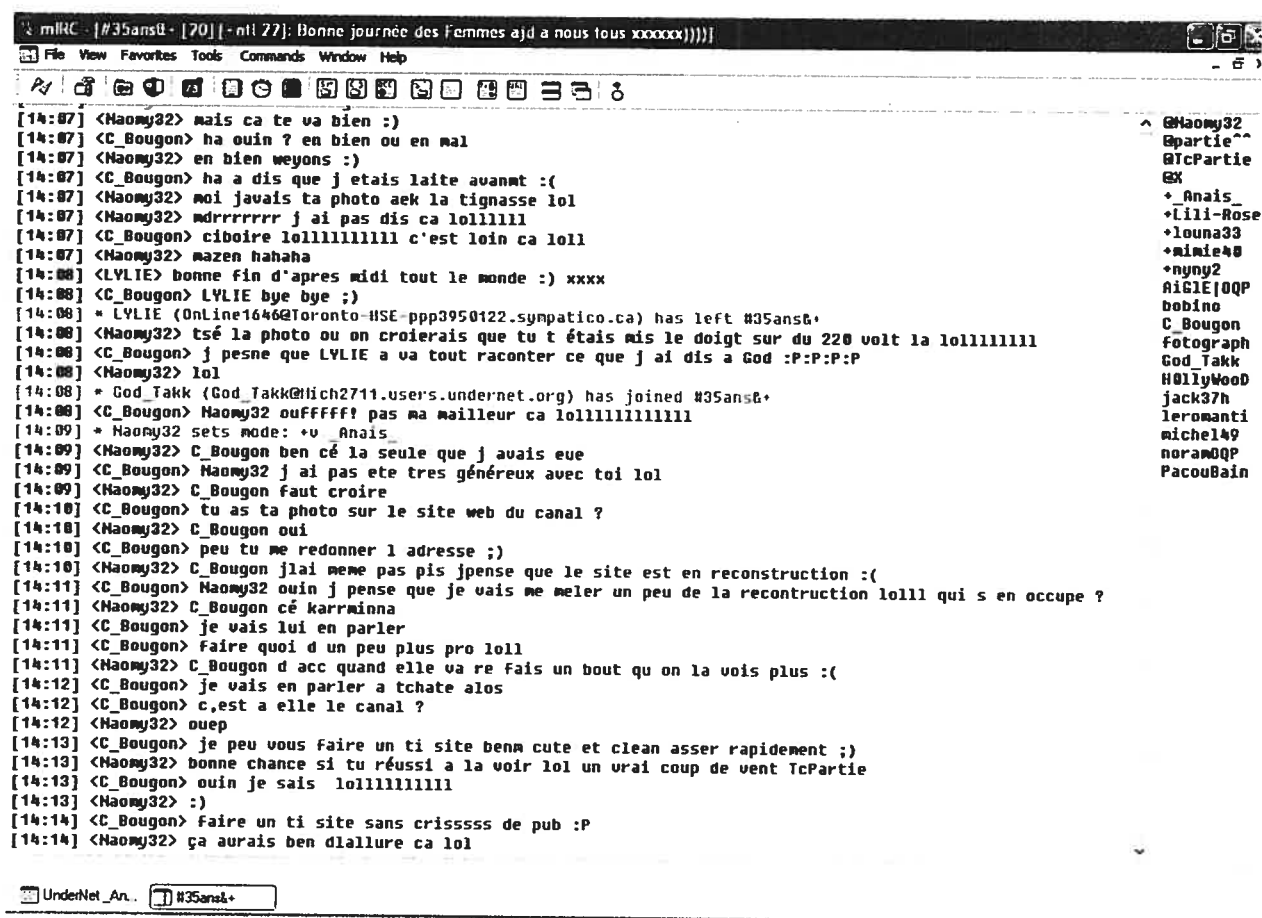 mIRC - [#35ans&+ [20] [+ntl 27]: Bonne journée des Femmes ajd a nous tous xxxxxx))))]
File View Favorites Tools Commands Window Help
[14:07] <Naomy32> mais ca te va bien :)
[14:07] <C_Bougon> ha ouin ? en bien ou en mal
[14:07] <Naomy32> en bien weyons :)
[14:07] <C_Bougon> ha a dis que j etais laite avanmt :(
[14:07] <Naomy32> moi javais ta photo aek la tignasse lol
[14:07] <Naomy32> mdrrrrrrr j ai pas dis ca lolllllll
[14:07] <C_Bougon> ciboire lolllllllllll c'est loin ca loll
[14:07] <Naomy32> mazen hahaha
[14:08] <LYLIE> bonne fin d'apres midi tout le monde :) xxxx
[14:08] <C_Bougon> LYLIE bye bye ;)
[14:08] * LYLIE (OnLine1646@Toronto-HSE-ppp3950122.sympatico.ca) has left #35ans&+
[14:08] <Naomy32> tsé la photo ou on croierais que tu t étais mis le doigt sur du 220 volt la lolllllllll
[14:08] <C_Bougon> j pesne que LYLIE a va tout raconter ce que j ai dis a God :P:P:P:P
[14:08] <Naomy32> lol
[14:08] * God_Takk (God_Takk@Mich2711.users.undernet.org) has joined #35ans&+
[14:08] <C_Bougon> Naomy32 ouffffff! pas ma mailleur ca lolllllllllllll
[14:09] * Naomy32 sets mode: +v _Anais_
[14:09] <Naomy32> C_Bougon ben cé la seule que j avais eue
[14:09] <C_Bougon> Naomy32 j ai pas ete tres généreux avec toi lol
[14:09] <Naomy32> C_Bougon faut croire
[14:10] <C_Bougon> tu as ta photo sur le site web du canal ?
[14:10] <Naomy32> C_Bougon oui
[14:10] <C_Bougon> peu tu me redonner l adresse ;)
[14:10] <Naomy32> C_Bougon jlai meme pas pis jpense que le site est en reconstruction :(
[14:11] <C_Bougon> Naomy32 ouin j pense que je vais me meler un peu de la recontruction lolll qui s en occupe ?
[14:11] <Naomy32> C_Bougon cé karrminna
[14:11] <C_Bougon> je vais lui en parler
[14:11] <C_Bougon> faire quoi d un peu plus pro loll
[14:11] <Naomy32> C_Bougon d acc quand elle va re fais un bout qu on la vois plus :(
[14:12] <C_Bougon> je vais en parler a tchate alos
[14:12] <C_Bougon> c,est a elle le canal ?
[14:12] <Naomy32> ouep
[14:13] <C_Bougon> je peu vous faire un ti site benm cute et clean asser rapidement ;)
[14:13] <Naomy32> bonne chance si tu réussi a la voir lol un vrai coup de vent TcPartie
[14:13] <C_Bougon> ouin je sais lolllllllllll
[14:13] <Naomy32> :)
[14:14] <C_Bougon> faire un ti site sans crisssss de pub :P
[14:14] <Naomy32> ça aurais ben dlallure ca lol
@Naomy32
@partie^^
@TcPartie
@X
+_Anais_
+Lili-Rose
+louna33
+mimie40
+nyny2
AiGlE|OQP
bobino
C_Bougon
fotograph
God_Takk
H0llyWooD
jack37h
leromanti
michel49
noramOQP
PacouBain
UnderNet _An...
#35ans&+